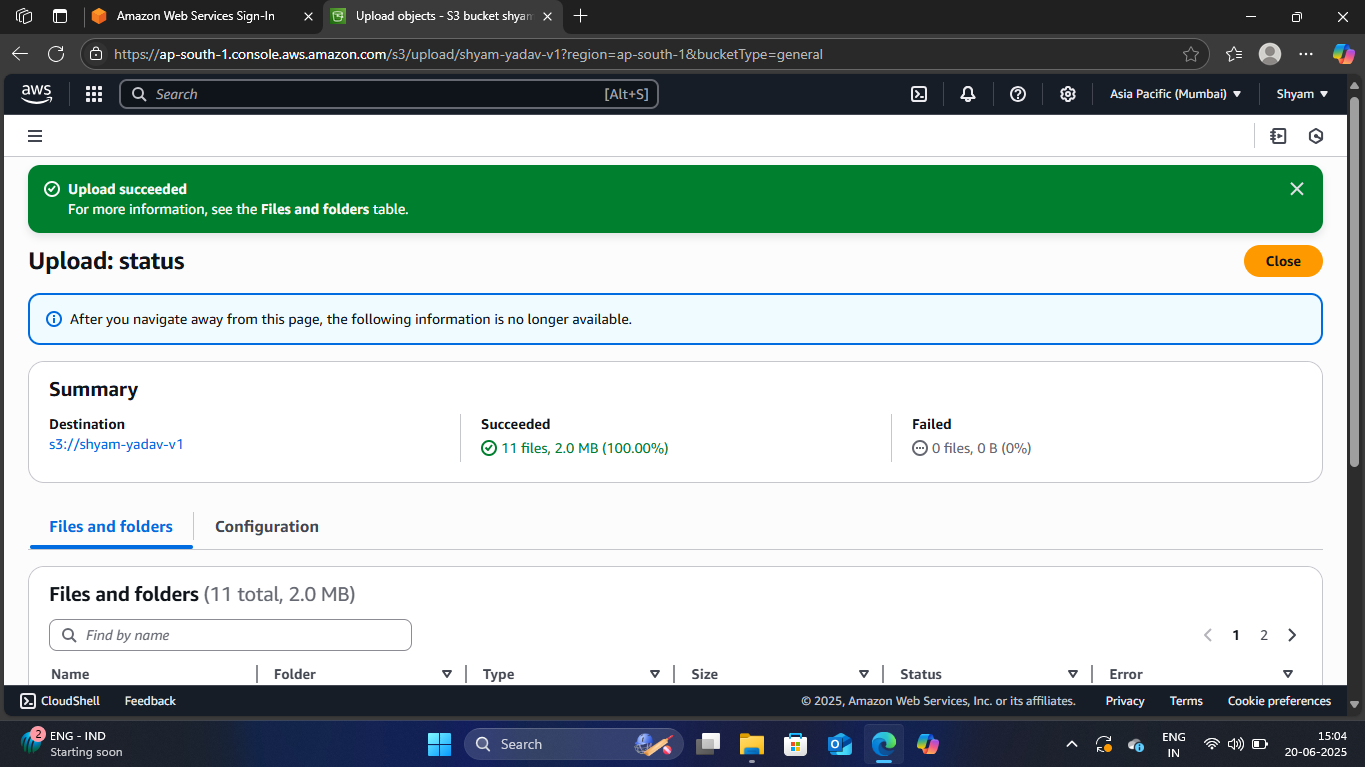 Amazon Web Services Sign-In
Upload objects - S3 bucket shyam
https://ap-south-1.console.aws.amazon.com/s3/upload/shyam-yadav-v1?region=ap-south-1&bucketType=general
aws
Search
[Alt+S]
Asia Pacific (Mumbai)
Shyam
Upload succeeded
For more information, see the Files and folders table.
Upload: status
Close
After you navigate away from this page, the following information is no longer available.
Summary
Destination
s3://shyam-yadav-v1
Succeeded
11 files, 2.0 MB (100.00%)
Failed
0 files, 0 B (0%)
Files and folders
Configuration
Files and folders (11 total, 2.0 MB)
Find by name
1 2
Name Folder Type Size Status Error
CloudShell Feedback © 2025, Amazon Web Services, Inc. or its affiliates. Privacy Terms Cookie preferences
2
ENG - IND
Starting soon
Search
ENG
IN
15:04
20-06-2025